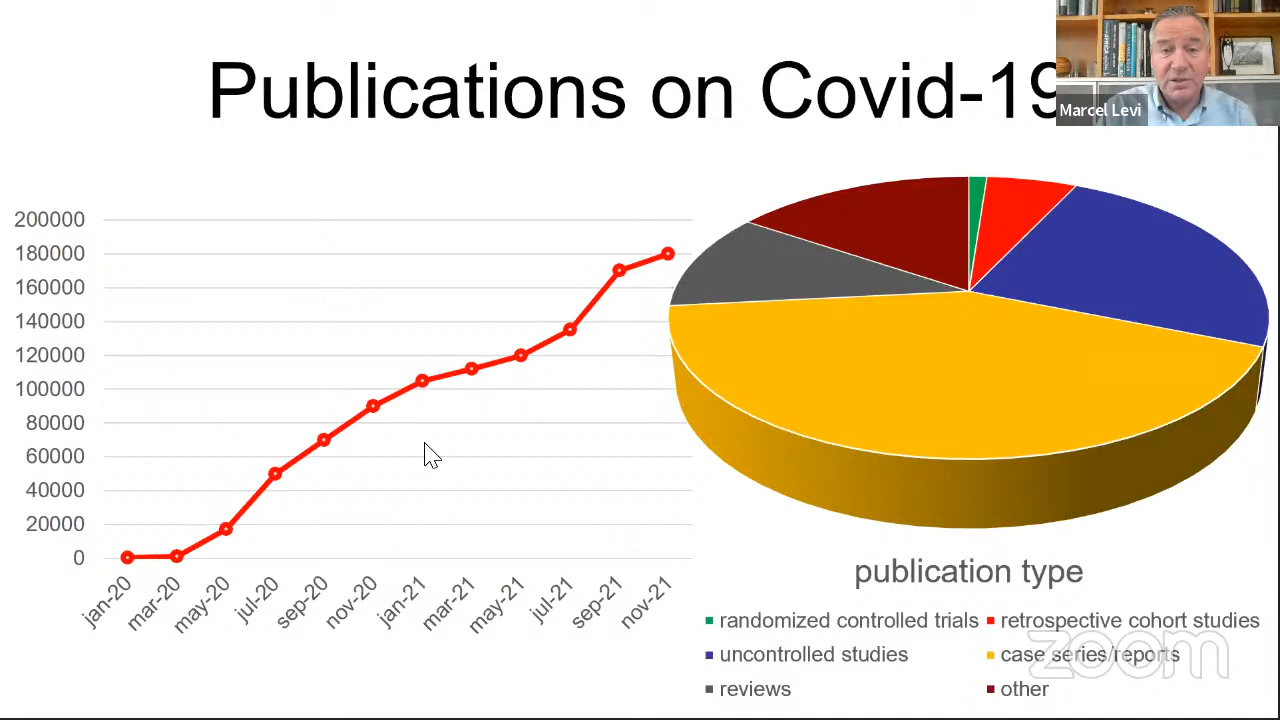 Publications on Covid-19
Marcel Levi
200000
180000
160000
140000
120000
100000
80000
60000
40000
20000
0
jan-20
mar-20
may-20
jul-20
sep-20
nov-20
jan-21
mar-21
may-21
jul-21
sep-21
nov-21
publication type
randomized controlled trials
retrospective cohort studies
uncontrolled studies
case series/reports
reviews
other
zoom